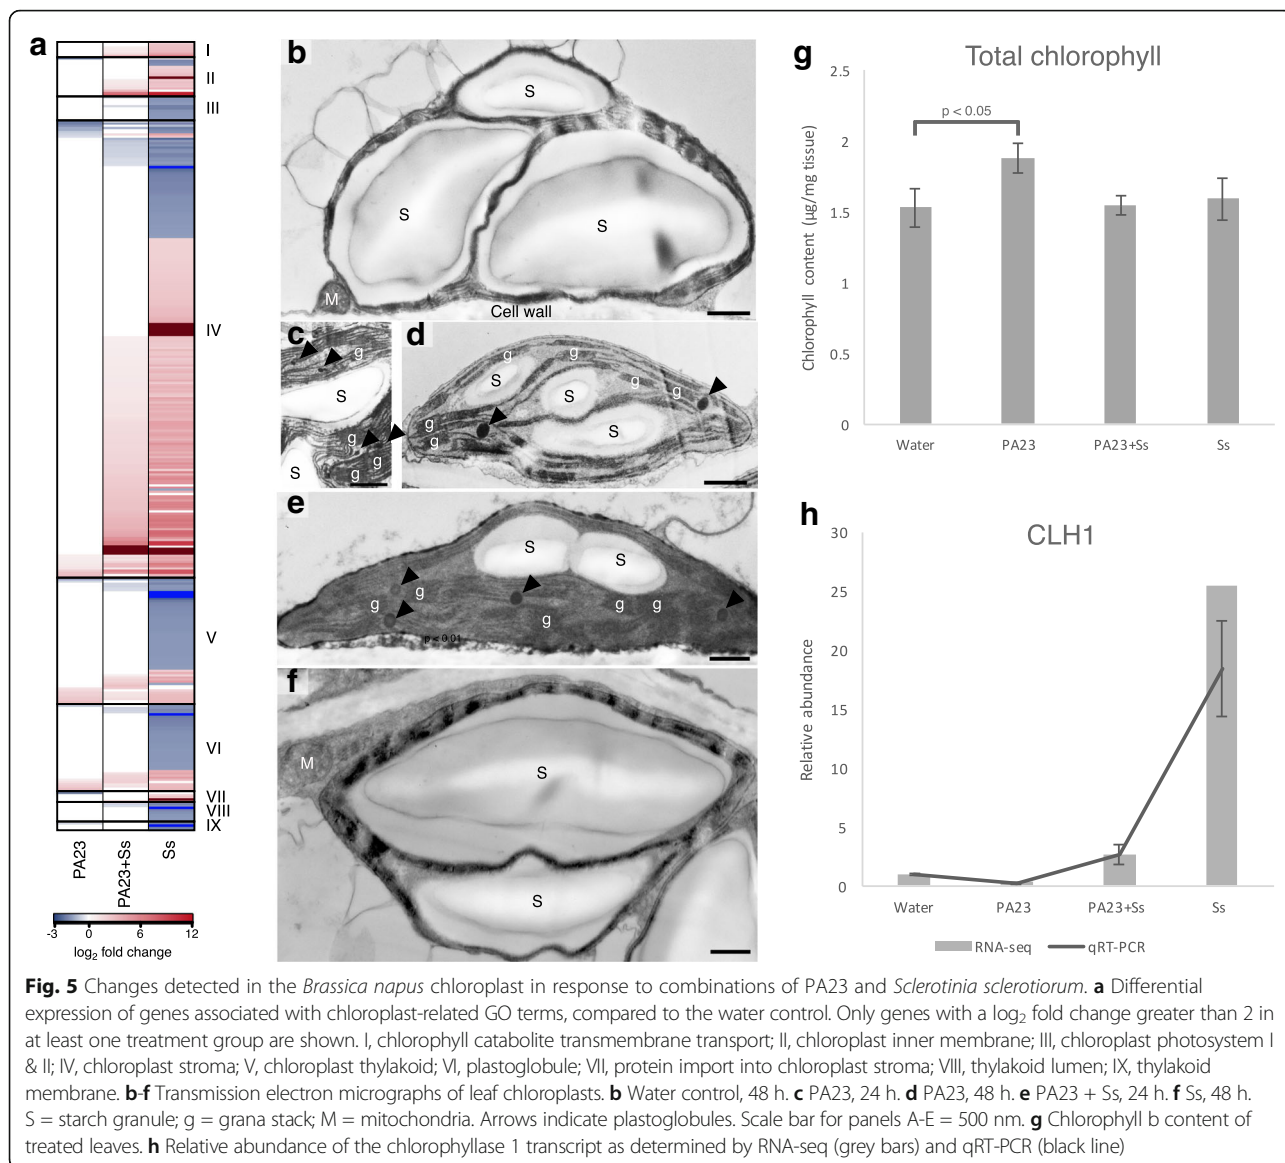 a
I
II
III
IV
V
VI
VII
VIII
IX
PA23
PA23+Ss
Ss
-3 0 6 12
log2 fold change
b
S
S
S
M
Cell wall
c
g
S
g
g
g
S
d
g
g
S
S
g
g
g
g
S
e
S
S
g
g
g
g
g
p < 0.01
f
M
S
S
g
Total chlorophyll
Chlorophyll content (µg/mg tissue)
2.5
2
1.5
1
0.5
0
p < 0.05
Water PA23 PA23+Ss Ss
h
CLH1
Relative abundance
30
25
20
15
10
5
0
Water PA23 PA23+Ss Ss
RNA-seq qRT-PCR
Fig. 5 Changes detected in the Brassica napus chloroplast in response to combinations of PA23 and Sclerotinia sclerotiorum. a Differential
expression of genes associated with chloroplast-related GO terms, compared to the water control. Only genes with a log2 fold change greater than 2 in
at least one treatment group are shown. I, chlorophyll catabolite transmembrane transport; II, chloroplast inner membrane; III, chloroplast photosystem I
& II; IV, chloroplast stroma; V, chloroplast thylakoid; VI, plastoglobule; VII, protein import into chloroplast stroma; VIII, thylakoid lumen; IX, thylakoid
membrane. b-f Transmission electron micrographs of leaf chloroplasts. b Water control, 48 h. c PA23, 24 h. d PA23, 48 h. e PA23 + Ss, 24 h. f Ss, 48 h.
S = starch granule; g = grana stack; M = mitochondria. Arrows indicate plastoglobules. Scale bar for panels A-E = 500 nm. g Chlorophyll b content of
treated leaves. h Relative abundance of the chlorophyllase 1 transcript as determined by RNA-seq (grey bars) and qRT-PCR (black line)